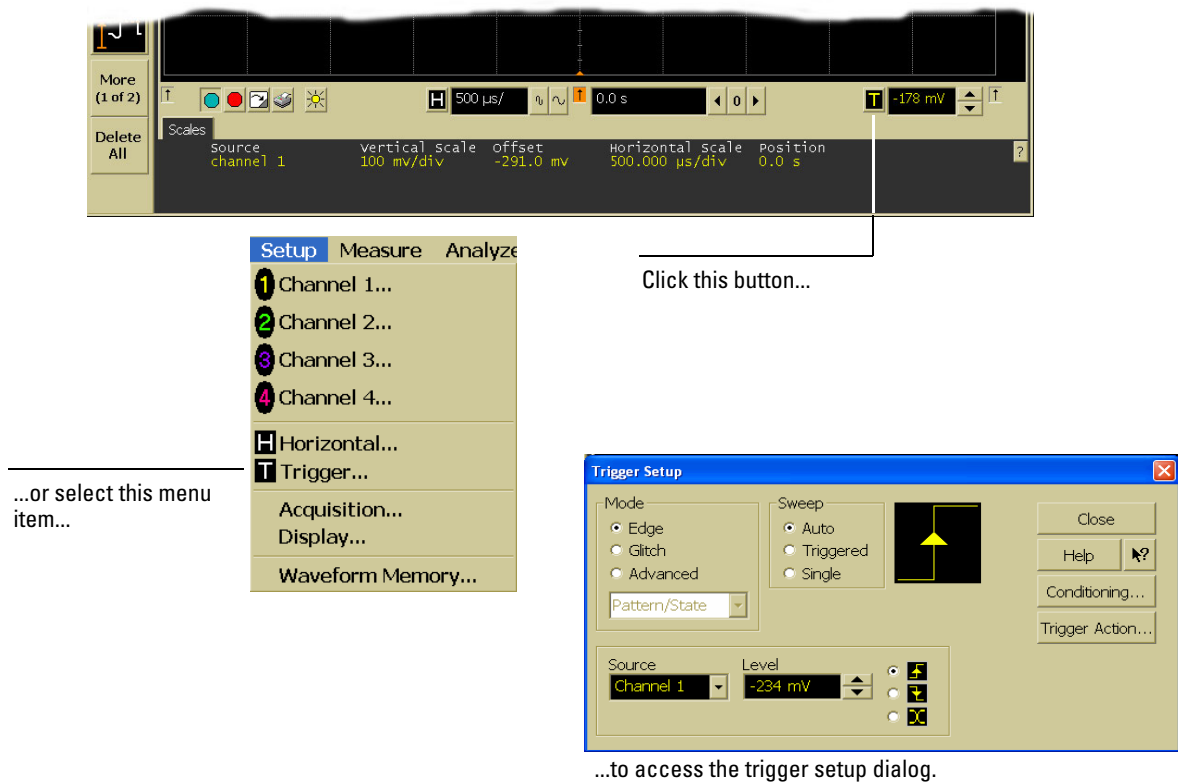 More
(1 of 2)
Delete
All
H 500 µs/ 0.0 s 0 T -178 mV
Scales
Source Vertical Scale Offset Horizontal Scale Position
channel 1 100 mV/div -291.0 mV 500.000 µs/div 0.0 s
?
Click this button...
Setup Measure Analyze
1 Channel 1...
2 Channel 2...
3 Channel 3...
4 Channel 4...
H Horizontal...
T Trigger...
Acquisition...
Display...
Waveform Memory...
...or select this menu
item...
Trigger Setup
Mode
Edge
Glitch
Advanced
Pattern/State
Sweep
Auto
Triggered
Single
Close
Help ?
Conditioning...
Trigger Action...
Source Level
Channel 1 -234 mV
...to access the trigger setup dialog.